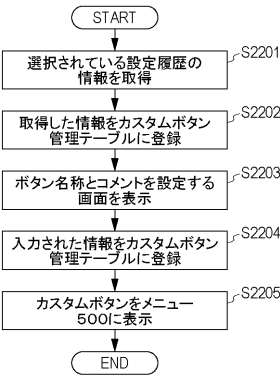 START
S2201
選択されている設定履歴の
情報を取得
S2202
取得した情報をカスタムボタン
管理テーブルに登録
S2203
ボタン名称とコメントを設定する
画面を表示
S2204
入力された情報をカスタムボタン
管理テーブルに登録
S2205
カスタムボタンをメニュー
500に表示
END